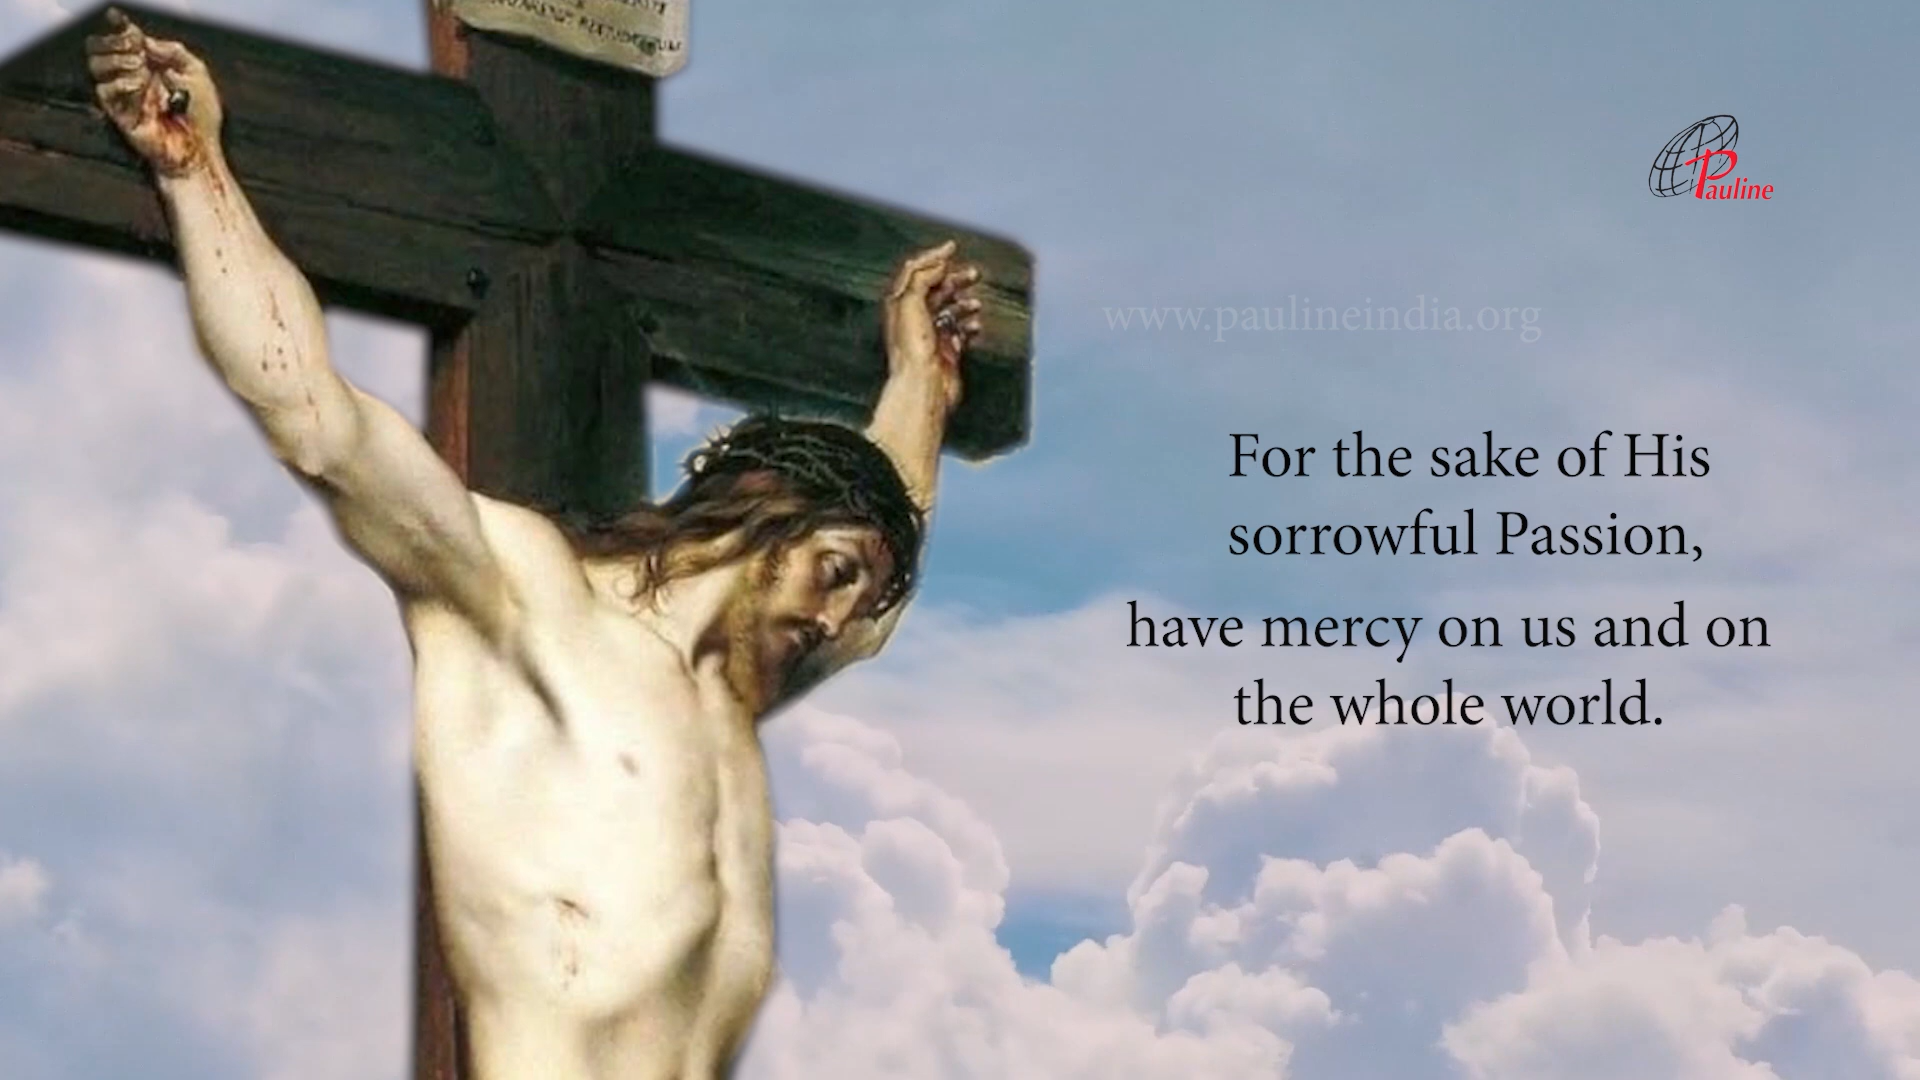 Pauline
www.paulineindia.org
For the sake of His
sorrowful Passion,
have mercy on us and on
the whole world.